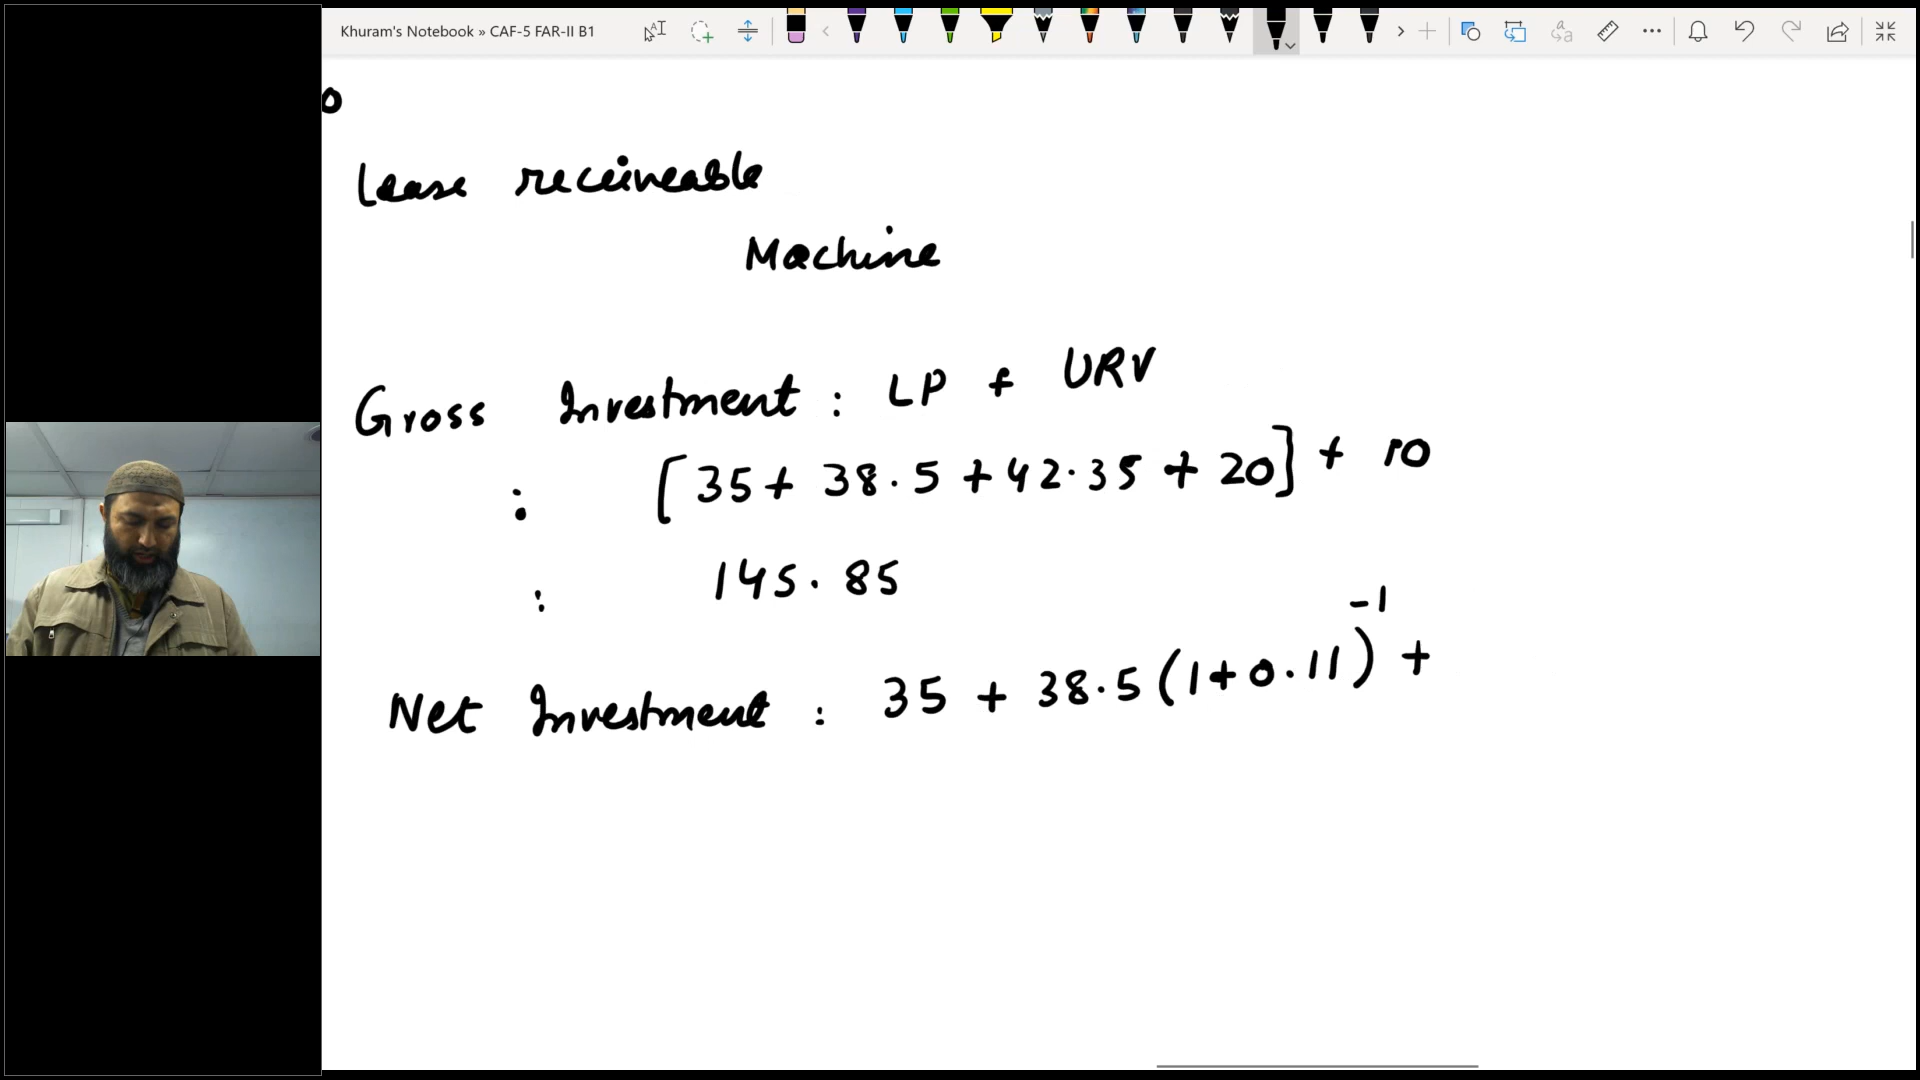 Khuram's Notebook » CAF-5 FAR-II B1
Lease receiveable
Machine
Gross Investment : LP + URV
: [35 + 38.5 + 42.35 + 20] + 10
: 145.85
Net Investment : 35 + 38.5 (1+0.11)⁻¹ +